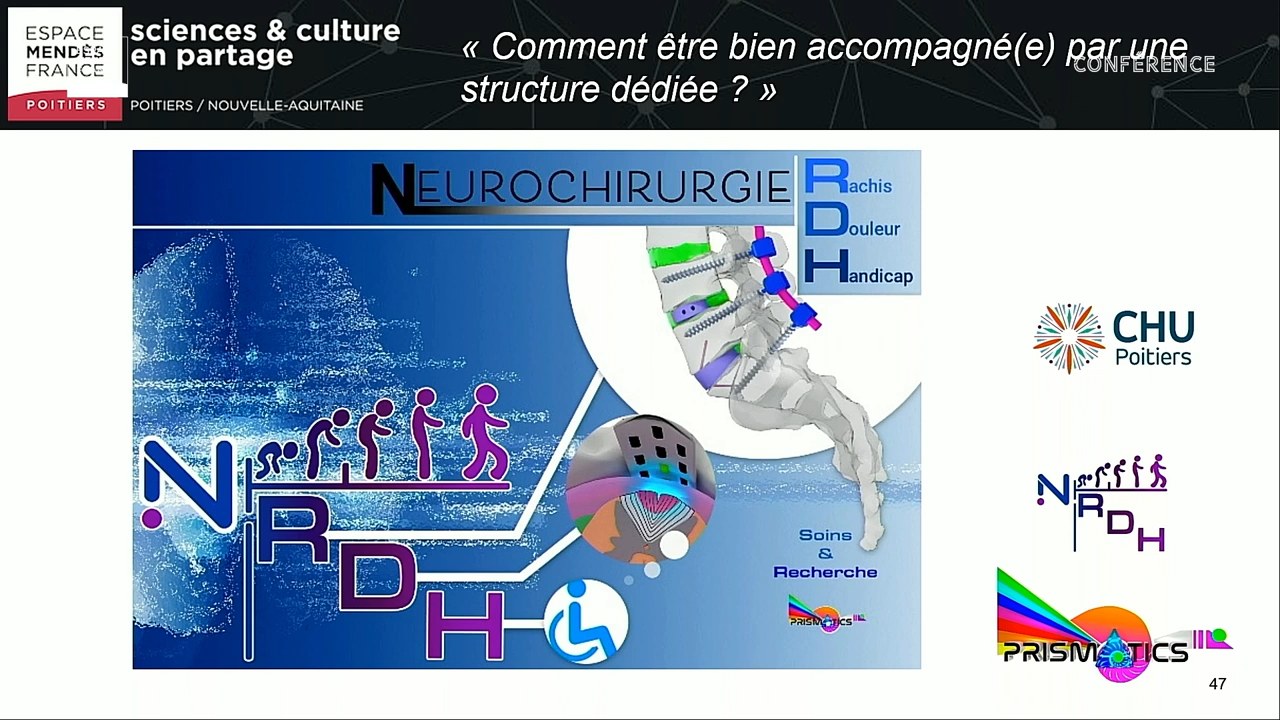 ESPACE
MENDÈS
FRANCE
POITIERS
sciences & culture
en partage
POITIERS / NOUVELLE-AQUITAINE
« Comment être bien accompagné(e) par une
structure dédiée ? »
CONFÉRENCE
NEUROCHIRURGIE
Rachis
Douleur
Handicap
N
R
D
H
Soins
&
Recherche
PRISMATICS
CHU
Poitiers
N
R
D
H
PRISMATICS
47